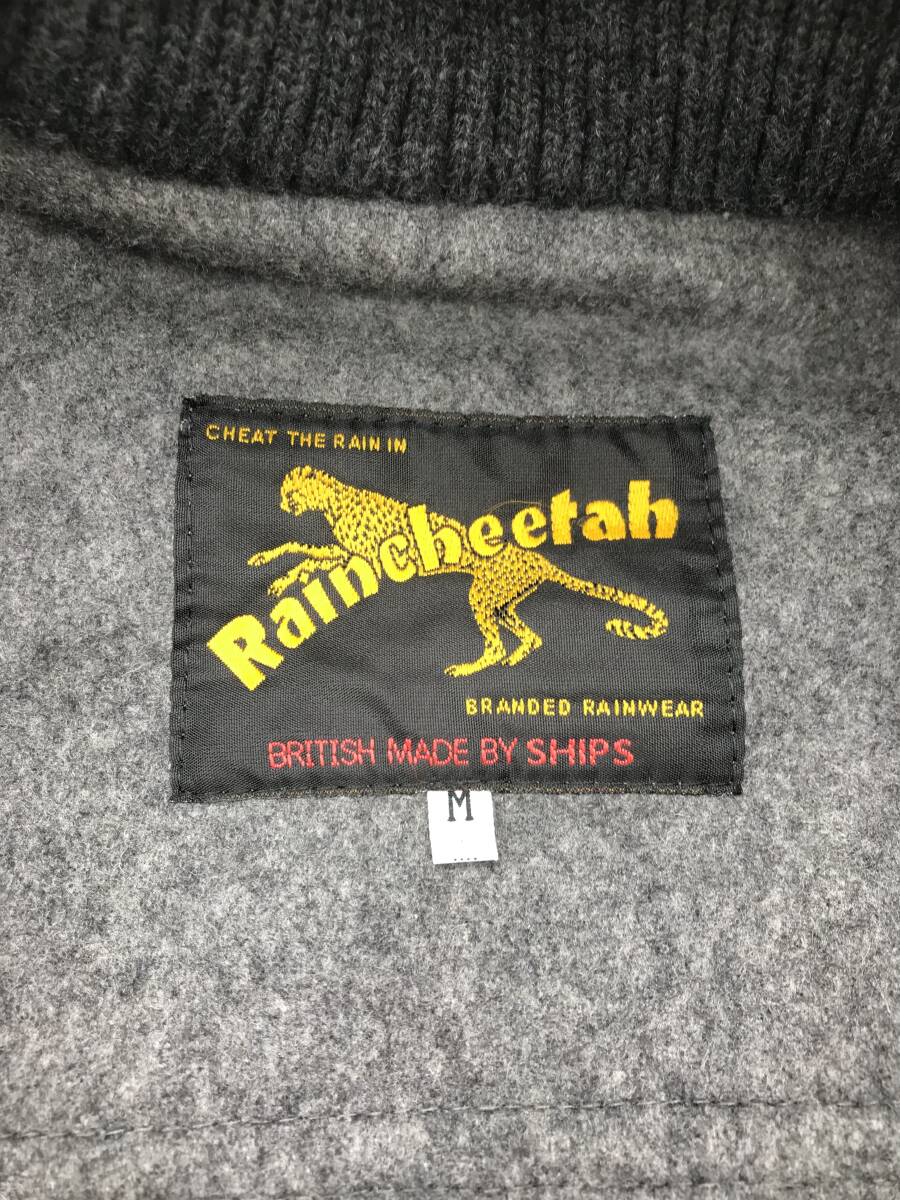 CHEAT THE RAIN IN
Raincheetah
BRANDED RAINWEAR
BRITISH MADE BY SHIPS
M